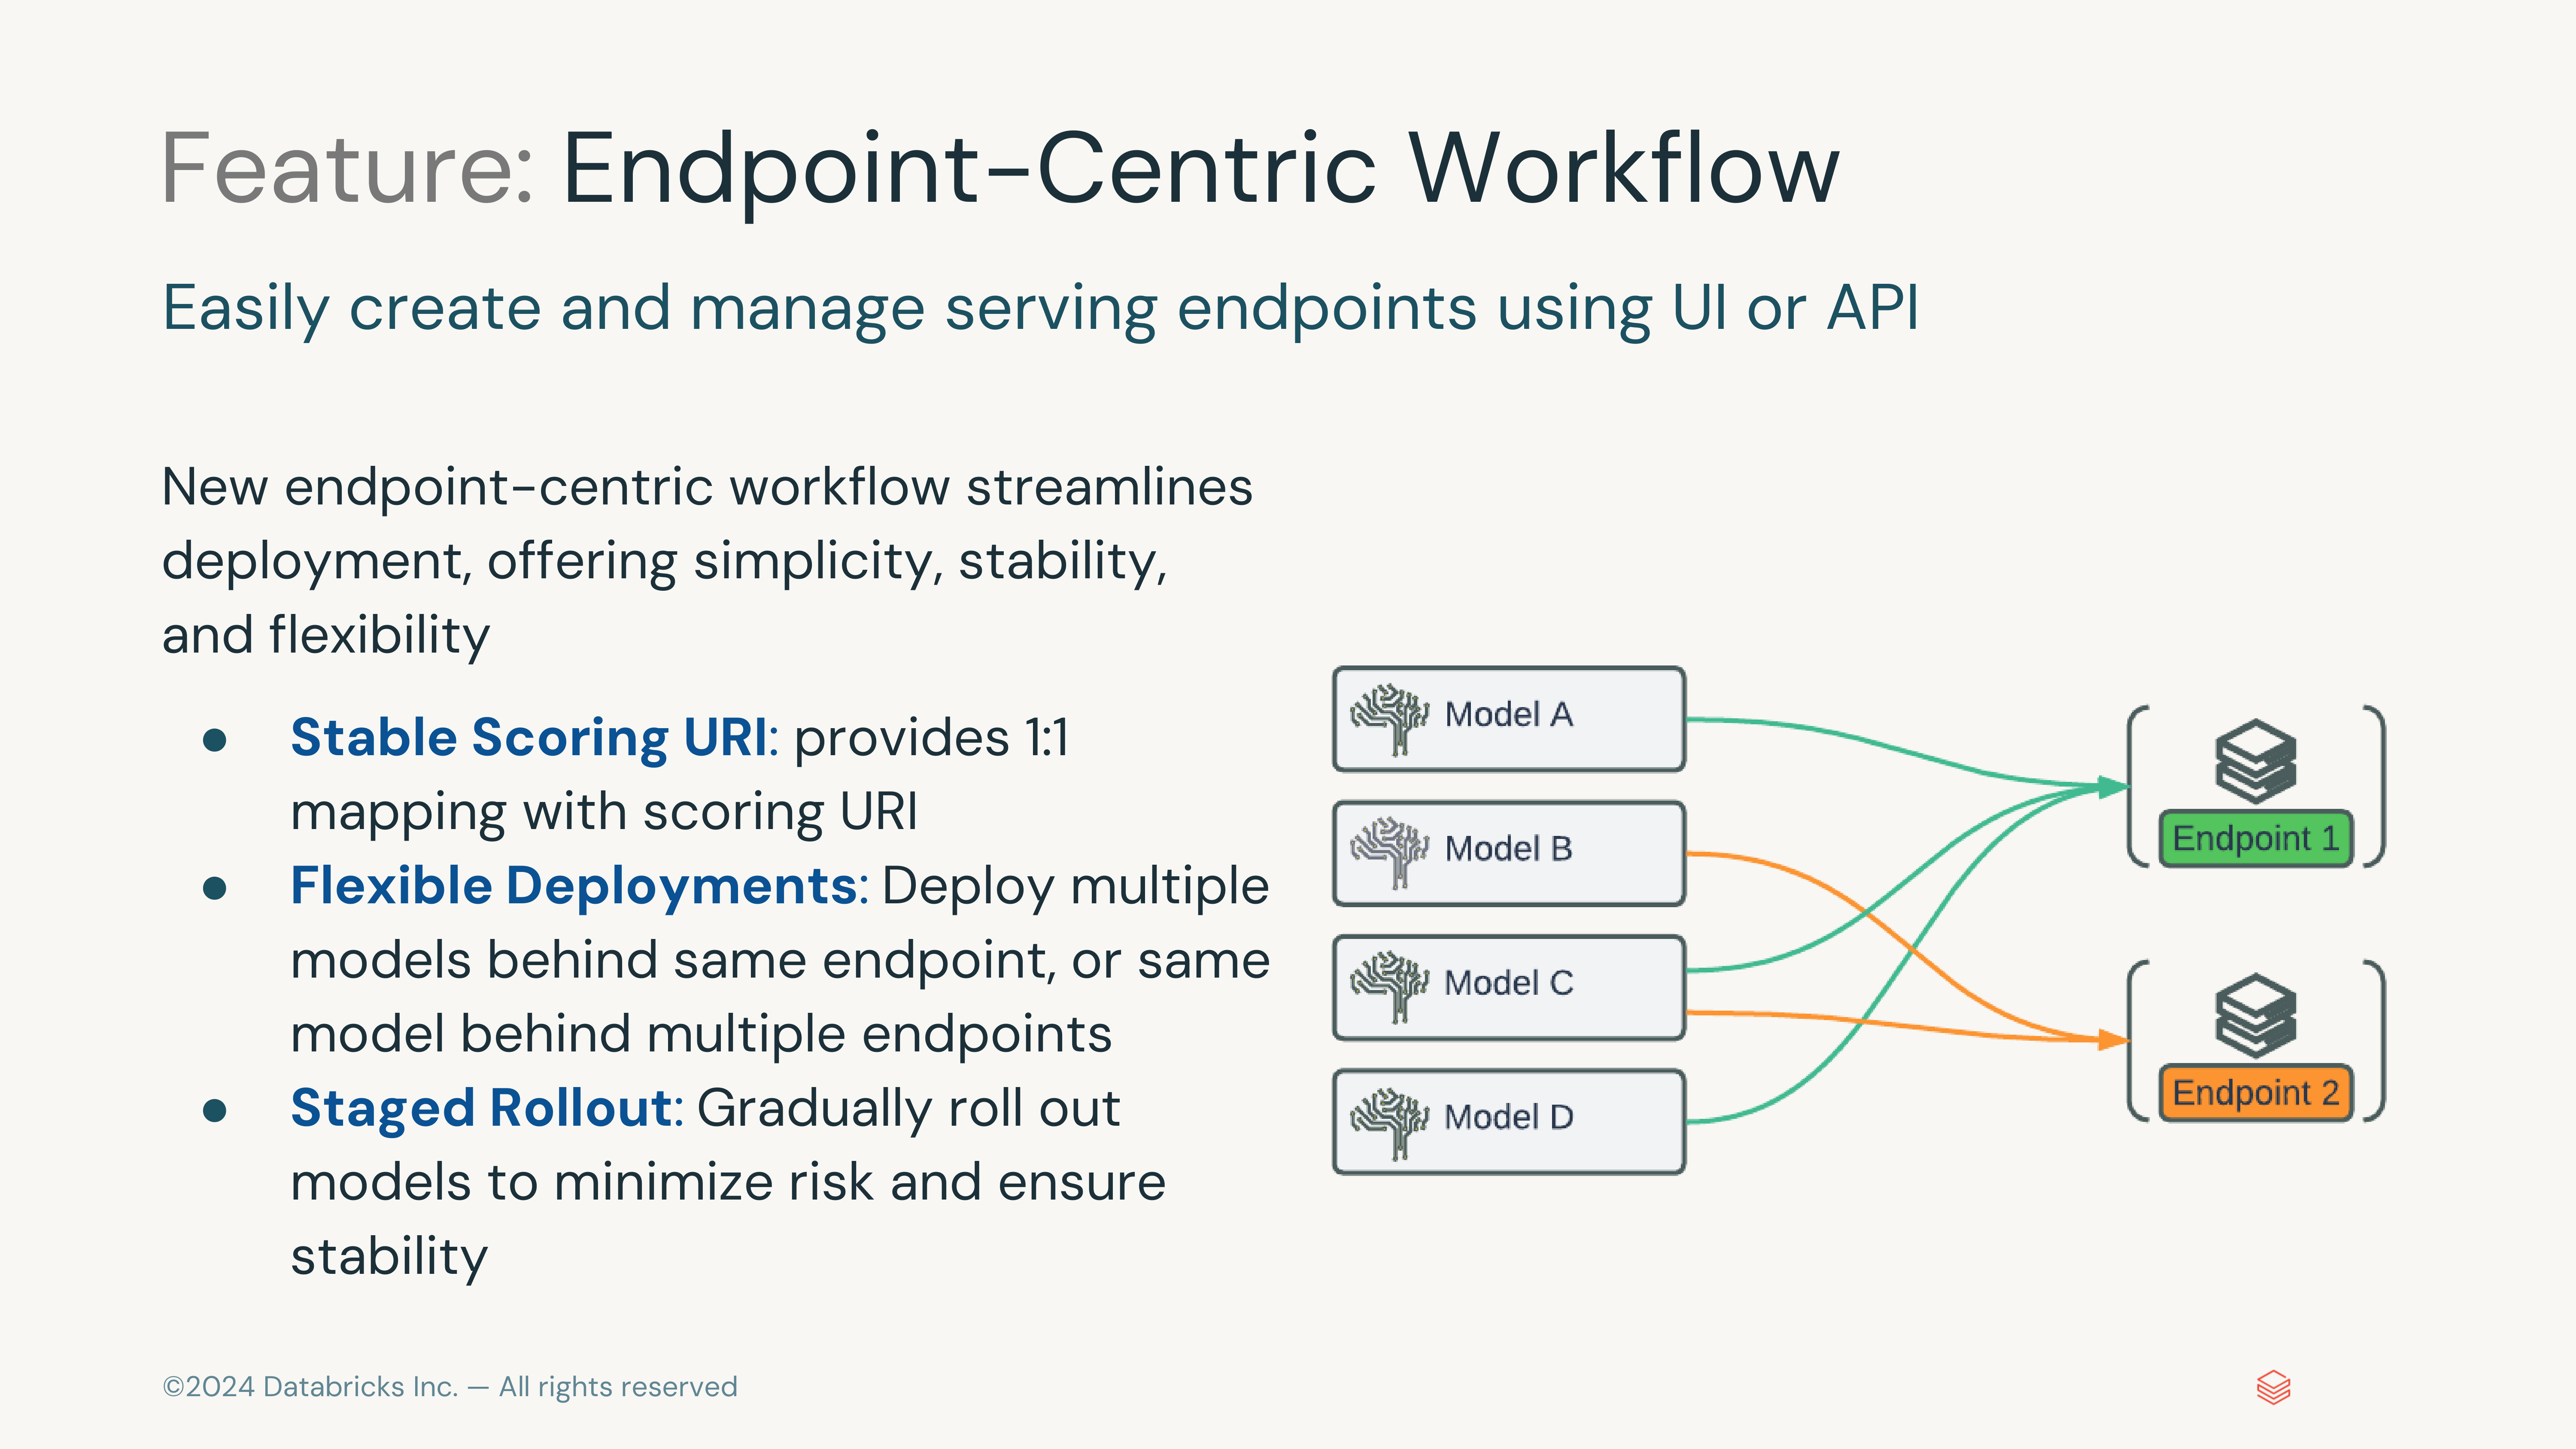 Feature: Endpoint-Centric Workflow
Easily create and manage serving endpoints using UI or API
New endpoint-centric workflow streamlines
deployment, offering simplicity, stability,
and flexibility
● Stable Scoring URI: provides 1:1
mapping with scoring URI
● Flexible Deployments: Deploy multiple
models behind same endpoint, or same
model behind multiple endpoints
● Staged Rollout: Gradually roll out
models to minimize risk and ensure
stability
Model A
Model B
Model C
Model D
Endpoint 1
Endpoint 2
©2024 Databricks Inc. — All rights reserved